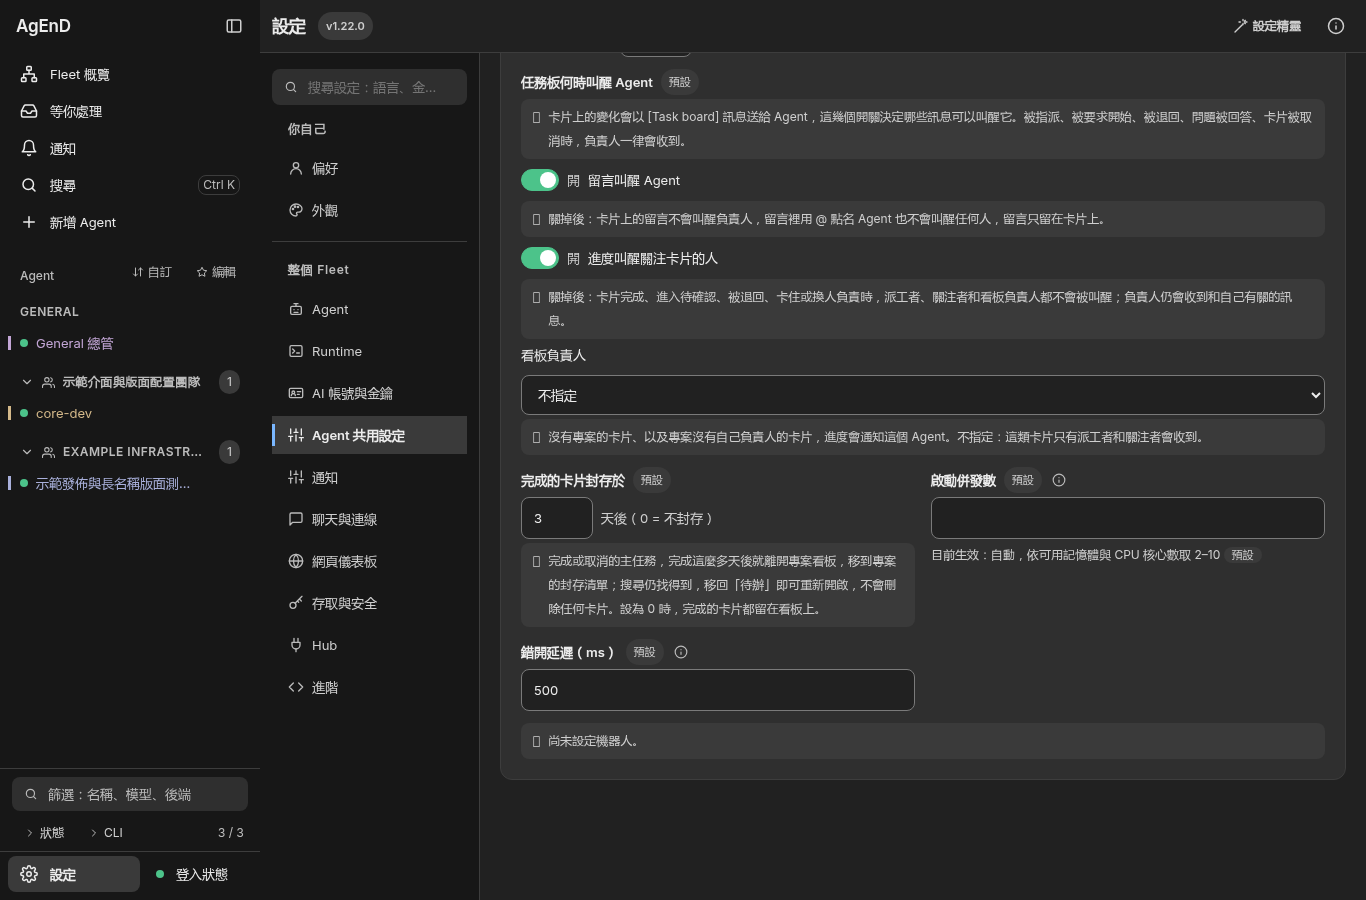 AgEnD
Fleet 概覽
等你處理
通知
搜尋
Ctrl K
新增 Agent
Agent
自訂
編輯
GENERAL
General 總管
示範介面與版面配置團隊
1
core-dev
EXAMPLE INFRASTR...
1
示範發佈與長名稱版面測...
篩選：名稱、模型、後端
狀態
CLI
3 / 3
設定
登入狀態
設定
v1.22.0
設定精靈
搜尋設定：語言、金...
你自己
偏好
外觀
整個 Fleet
Agent
Runtime
AI 帳號與金鑰
Agent 共用設定
通知
聊天與連線
網頁儀表板
存取與安全
Hub
進階
任務板何時叫醒 Agent
預設
卡片上的變化會以 [Task board] 訊息送給 Agent，這幾個開關決定哪些訊息可以叫醒它。被指派、被要求開始、被退回、問題被回答、卡片被取
消時，負責人一律會收到。
開 留言叫醒 Agent
關掉後：卡片上的留言不會叫醒負責人，留言裡用 @ 點名 Agent 也不會叫醒任何人，留言只留在卡片上。
開 進度叫醒關注卡片的人
關掉後：卡片完成、進入待確認、被退回、卡住或換人負責時，派工者、關注者和看板負責人都不會被叫醒；負責人仍會收到和自己有關的訊
息。
看板負責人
不指定
沒有專案的卡片、以及專案沒有自己負責人的卡片，進度會通知這個 Agent。不指定：這類卡片只有派工者和關注者會收到。
完成的卡片封存於
預設
3
天後（0 = 不封存）
完成或取消的主任務，完成這麼多天後就離開專案看板，移到專案
的封存清單；搜尋仍找得到，移回「待辦」即可重新開啟，不會刪
除任何卡片。設為 0 時，完成的卡片都留在看板上。
啟動併發數
預設
目前生效：自動，依可用記憶體與 CPU 核心數取 2–10
預設
錯開延遲（ms）
預設
500
尚未設定機器人。